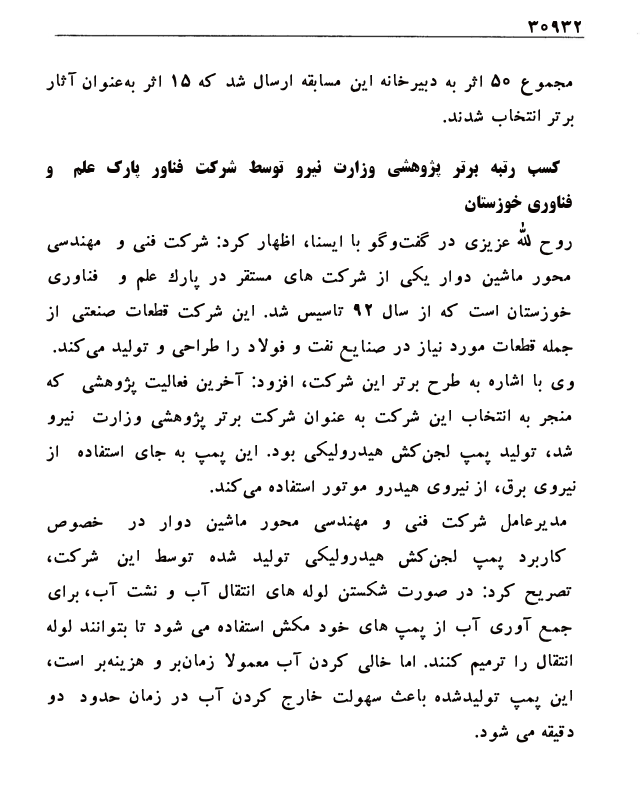 ۳۰۹۳۲
مجموع ۵۰ اثر به دبیرخانه این مسابقه ارسال شد که ۱۵ اثر به‌عنوان آثار
برتر انتخاب شدند.
کسب رتبه برتر پژوهشی وزارت نیرو توسط شرکت فناور پارک علم و
فناوری خوزستان
روح الله عزیزی در گفت‌وگو با ایسنا، اظهار کرد: شرکت فنی و مهندسی
محور ماشین دوار یکی از شرکت های مستقر در پارك علم و فناوری
خوزستان است که از سال ۹۲ تاسیس شد. این شرکت قطعات صنعتی از
جمله قطعات مورد نیاز در صنایع نفت و فولاد را طراحی و تولید می‌کند.
وی با اشاره به طرح برتر این شرکت، افزود: آخرین فعالیت پژوهشی که
منجر به انتخاب این شرکت به عنوان شرکت برتر پژوهشی وزارت نیرو
شد، تولید پمپ لجن‌کش هیدرولیکی بود. این پمپ به جای استفاده از
نیروی برق، از نیروی هیدرو موتور استفاده می‌کند.
مدیرعامل شرکت فنی و مهندسی محور ماشین دوار در خصوص
کاربرد پمپ لجن‌کش هیدرولیکی تولید شده توسط این شرکت،
تصریح کرد: در صورت شکستن لوله های انتقال آب و نشت آب، برای
جمع آوری آب از پمپ های خود مکش استفاده می شود تا بتوانند لوله
انتقال را ترمیم کنند. اما خالی کردن آب معمولا زمان‌بر و هزینه‌بر است،
این پمپ تولیدشده باعث سهولت خارج کردن آب در زمان حدود دو
دقیقه می شود.